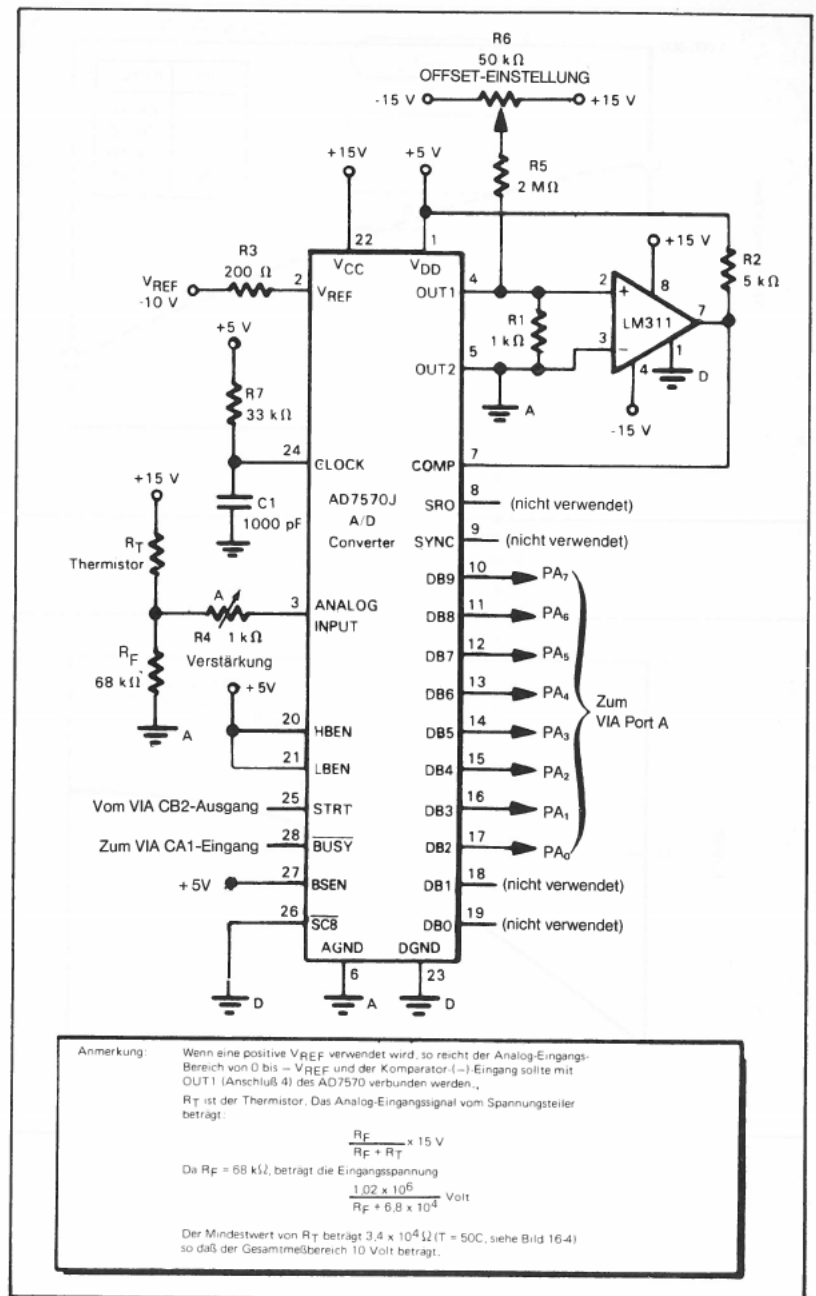 R6
50 kΩ
OFFSET-EINSTELLUNG
-15 V
+15 V
R5
2 MΩ
+15V
+5 V
22
1
VCC
VDD
R3
200 Ω
VREF
-10 V
2
VREF
4
OUT1
R1
1 kΩ
5
OUT2
A
+15 V
8
2
+
LM311
3
−
7
1
D
4
-15 V
R2
5 kΩ
+5 V
R7
33 kΩ
24
CLOCK
C1
1000 pF
7
COMP
AD7570J
A/D
Converter
8
SRO
(nicht verwendet)
9
SYNC
(nicht verwendet)
+15 V
RT
Thermistor
A
R4 1 kΩ
Verstärkung
3
ANALOG
INPUT
RF
68 kΩ
A
+5V
20
HBEN
21
LBEN
Vom VIA CB2-Ausgang
25
STRT
Zum VIA CA1-Eingang
28
BUSY
+ 5V
27
BSEN
26
SC8
D
DB9 10 PA7
DB8 11 PA6
DB7 12 PA5
DB6 13 PA4
DB5 14 PA3
DB4 15 PA2
DB3 16 PA1
DB2 17 PA0
Zum
VIA Port A
DB1 18 (nicht verwendet)
DB0 19 (nicht verwendet)
AGND
DGND
6
A
23
D
Anmerkung:
Wenn eine positive VREF verwendet wird, so reicht der Analog-Eingangs-
Bereich von 0 bis − VREF und der Komparator-(−)-Eingang sollte mit
OUT1 (Anschluß 4) des AD7570 verbunden werden.,
RT ist der Thermistor. Das Analog-Eingangssignal vom Spannungsteiler
beträgt:
RF
RF + RT
x 15 V
Da RF = 68 kΩ, beträgt die Eingangsspannung
1,02 x 10⁶
RF + 6,8 x 10⁴
Volt
Der Mindestwert von RT beträgt 3,4 x 10⁴ Ω (T = 50C, siehe Bild 16-4)
so daß der Gesamtmeßbereich 10 Volt beträgt.